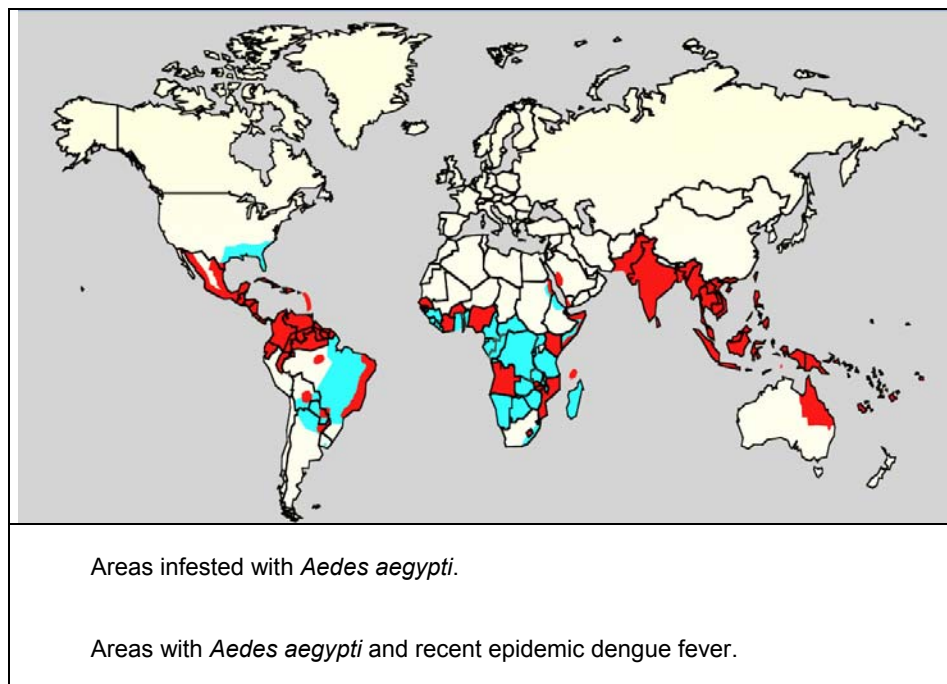 Areas infested with Aedes aegypti.
Areas with Aedes aegypti and recent epidemic dengue fever.